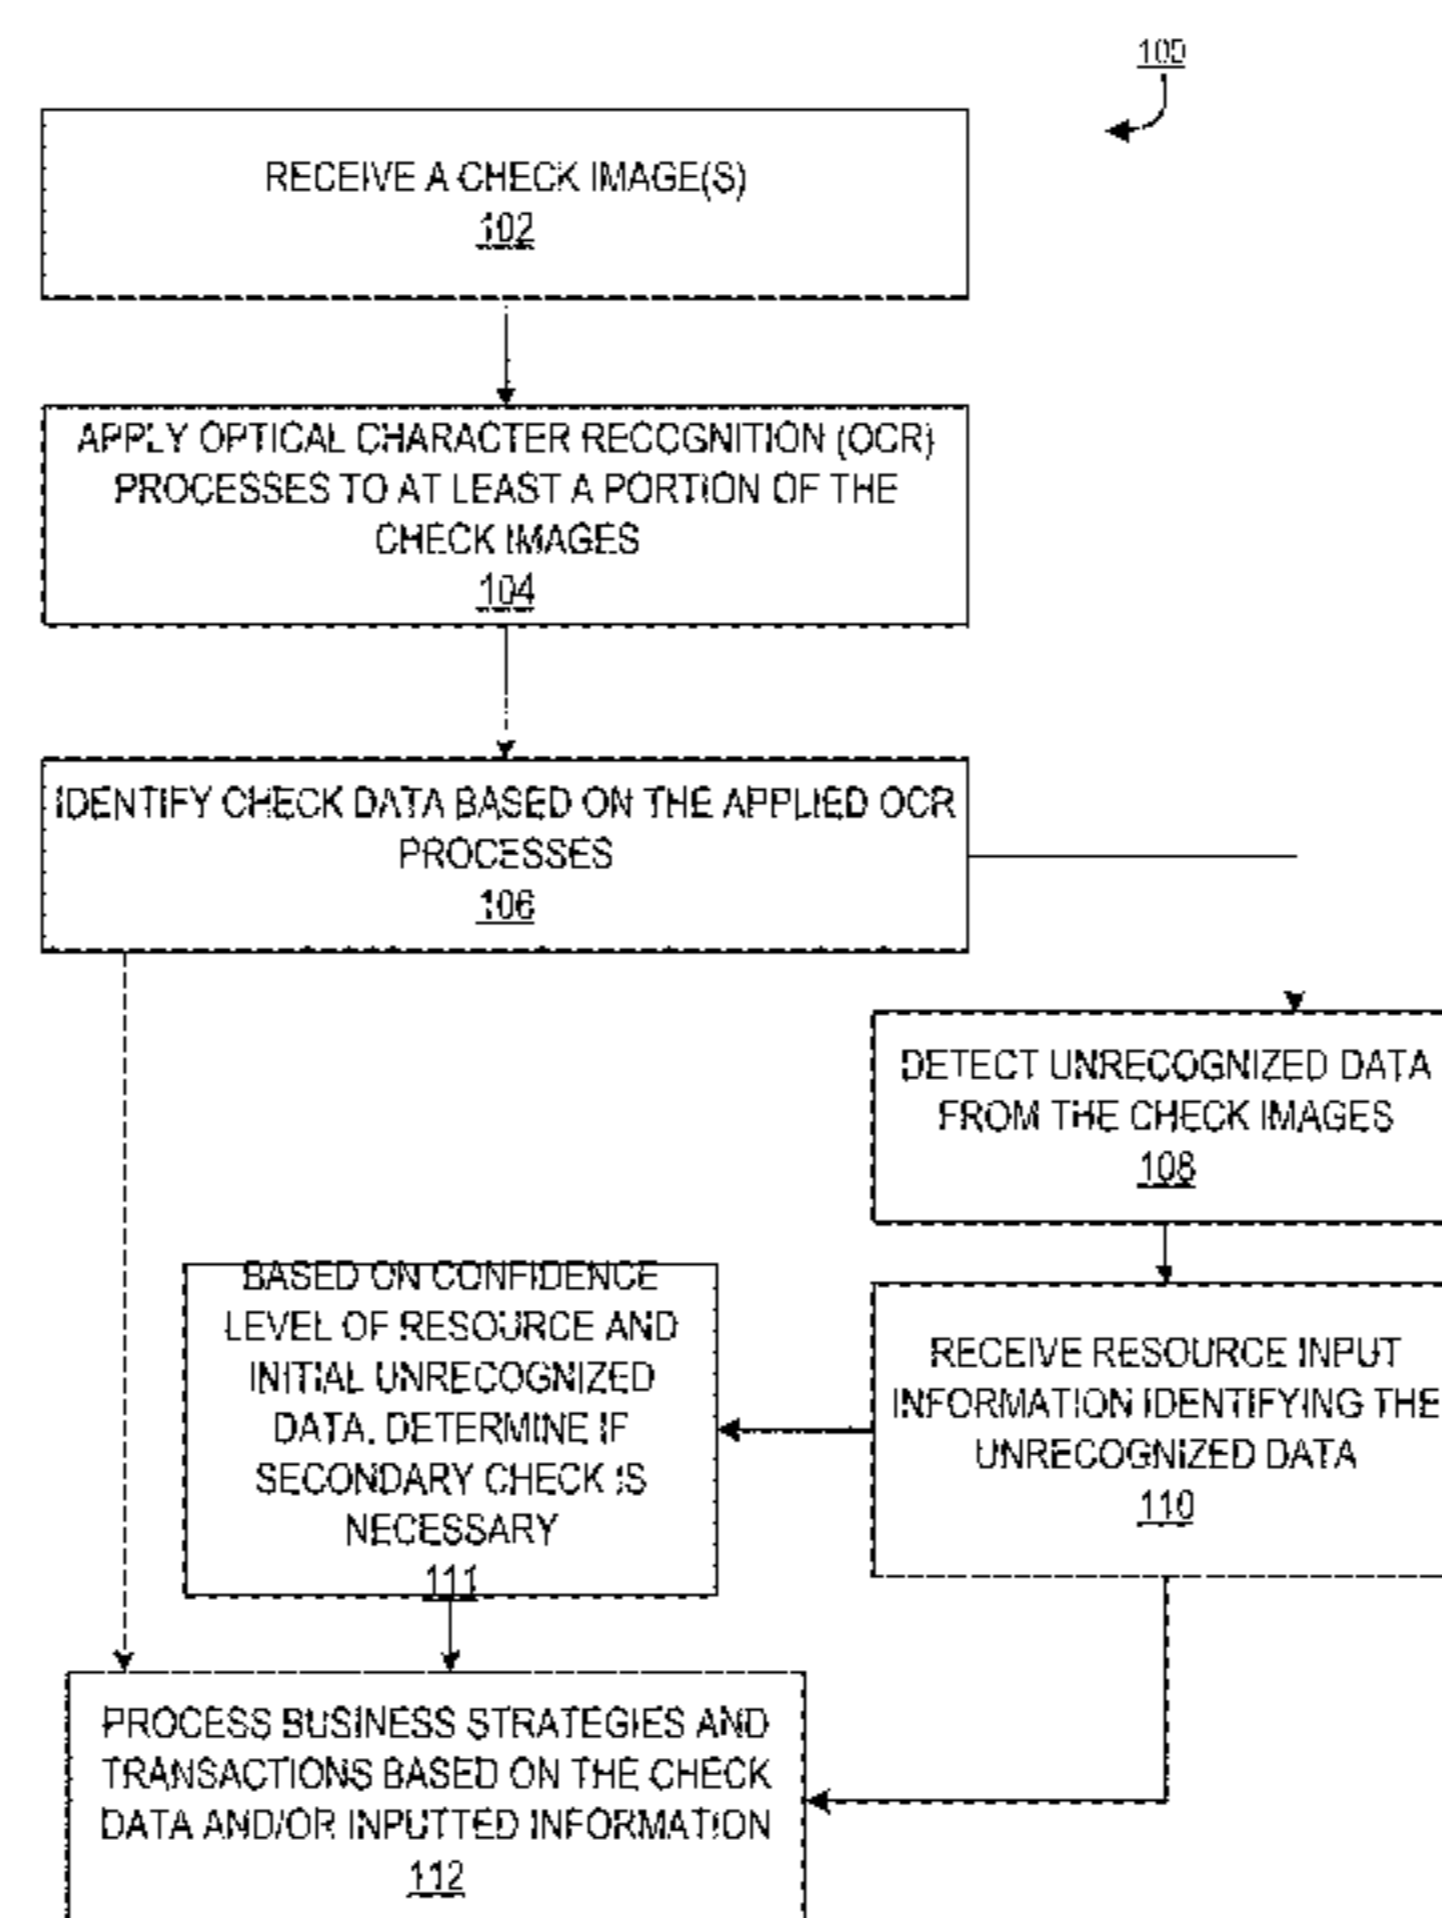 100
RECEIVE A CHECK IMAGE(S)
102
APPLY OPTICAL CHARACTER RECOGNITION (OCR)
PROCESSES TO AT LEAST A PORTION OF THE
CHECK IMAGES
104
IDENTIFY CHECK DATA BASED ON THE APPLIED OCR
PROCESSES
106
DETECT UNRECOGNIZED DATA
FROM THE CHECK IMAGES
108
BASED ON CONFIDENCE
LEVEL OF RESOURCE AND
INITIAL UNRECOGNIZED
DATA, DETERMINE IF
SECONDARY CHECK IS
NECESSARY
111
RECEIVE RESOURCE INPUT
INFORMATION IDENTIFYING THE
UNRECOGNIZED DATA
110
PROCESS BUSINESS STRATEGIES AND
TRANSACTIONS BASED ON THE CHECK
DATA AND/OR INPUTTED INFORMATION
112